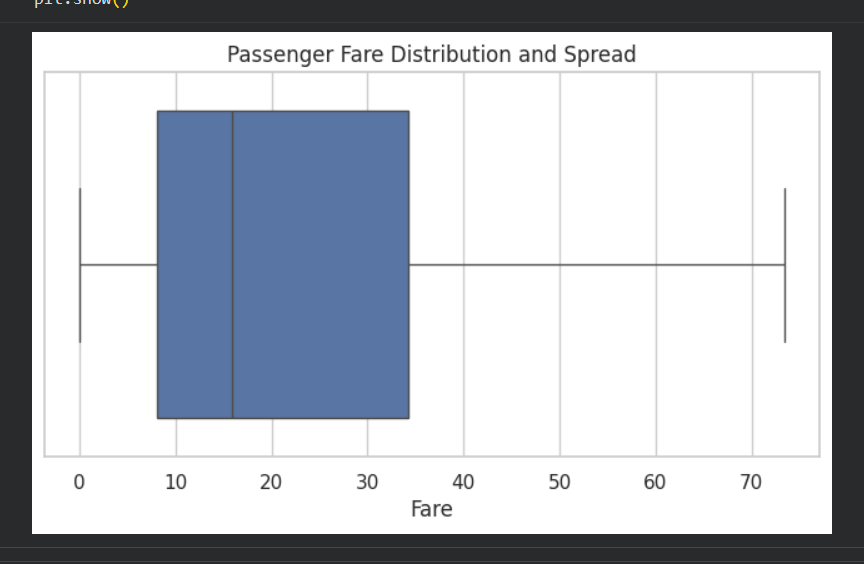 plt.show()
Passenger Fare Distribution and Spread
0 10 20 30 40 50 60 70
Fare